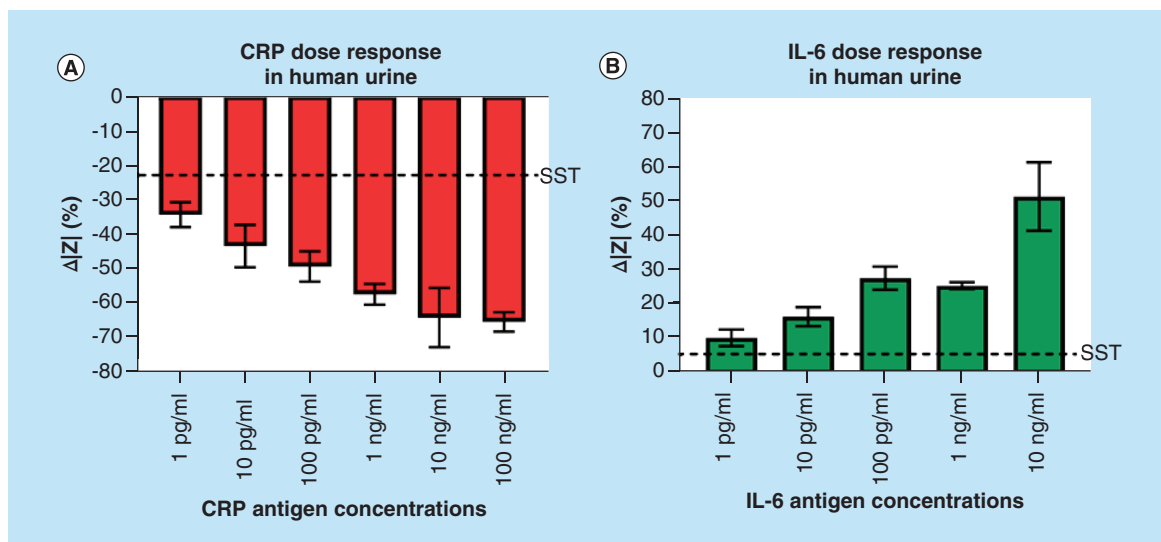 A
CRP dose response
in human urine
0
-10
-20
-30
-40
-50
-60
-70
-80
Δ|Z| (%)
SST
1 pg/ml
10 pg/ml
100 pg/ml
1 ng/ml
10 ng/ml
100 ng/ml
CRP antigen concentrations
B
IL-6 dose response
in human urine
80
70
60
50
40
30
20
10
0
Δ|Z| (%)
SST
1 pg/ml
10 pg/ml
100 pg/ml
1 ng/ml
10 ng/ml
IL-6 antigen concentrations